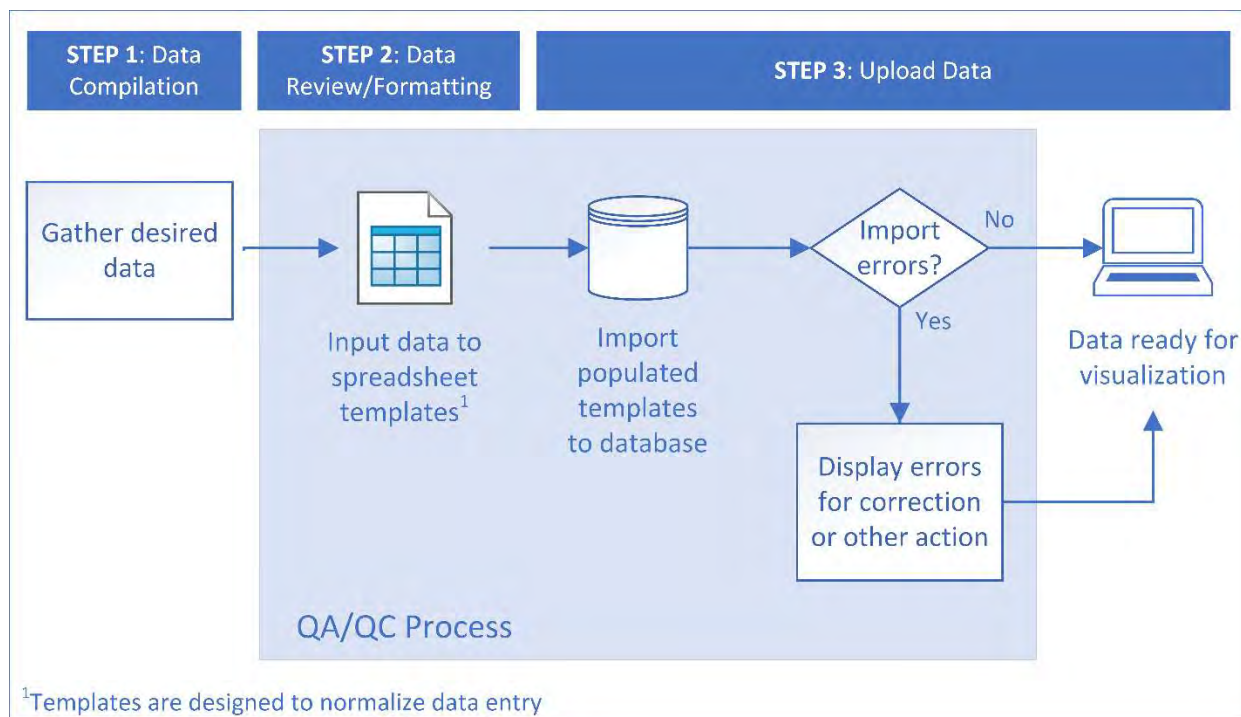 STEP 1: Data
Compilation
STEP 2: Data
Review/Formatting
STEP 3: Upload Data
Gather desired
data
Input data to
spreadsheet
templates¹
Import
populated
templates
to database
Import
errors?
No
Yes
Data ready for
visualization
Display errors
for correction
or other action
QA/QC Process
¹Templates are designed to normalize data entry